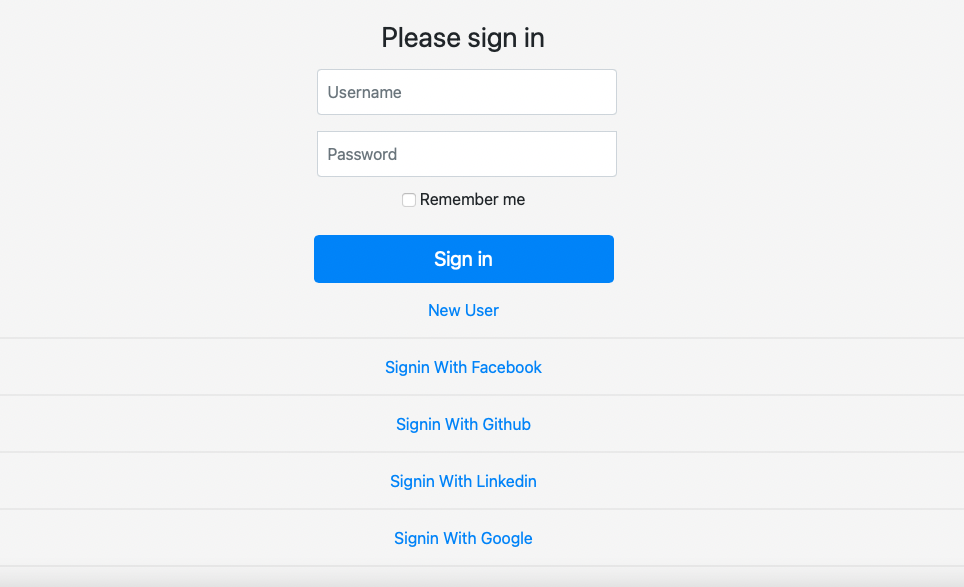 Please sign in
Username
Password
Remember me
Sign in
New User
Signin With Facebook
Signin With Github
Signin With Linkedin
Signin With Google